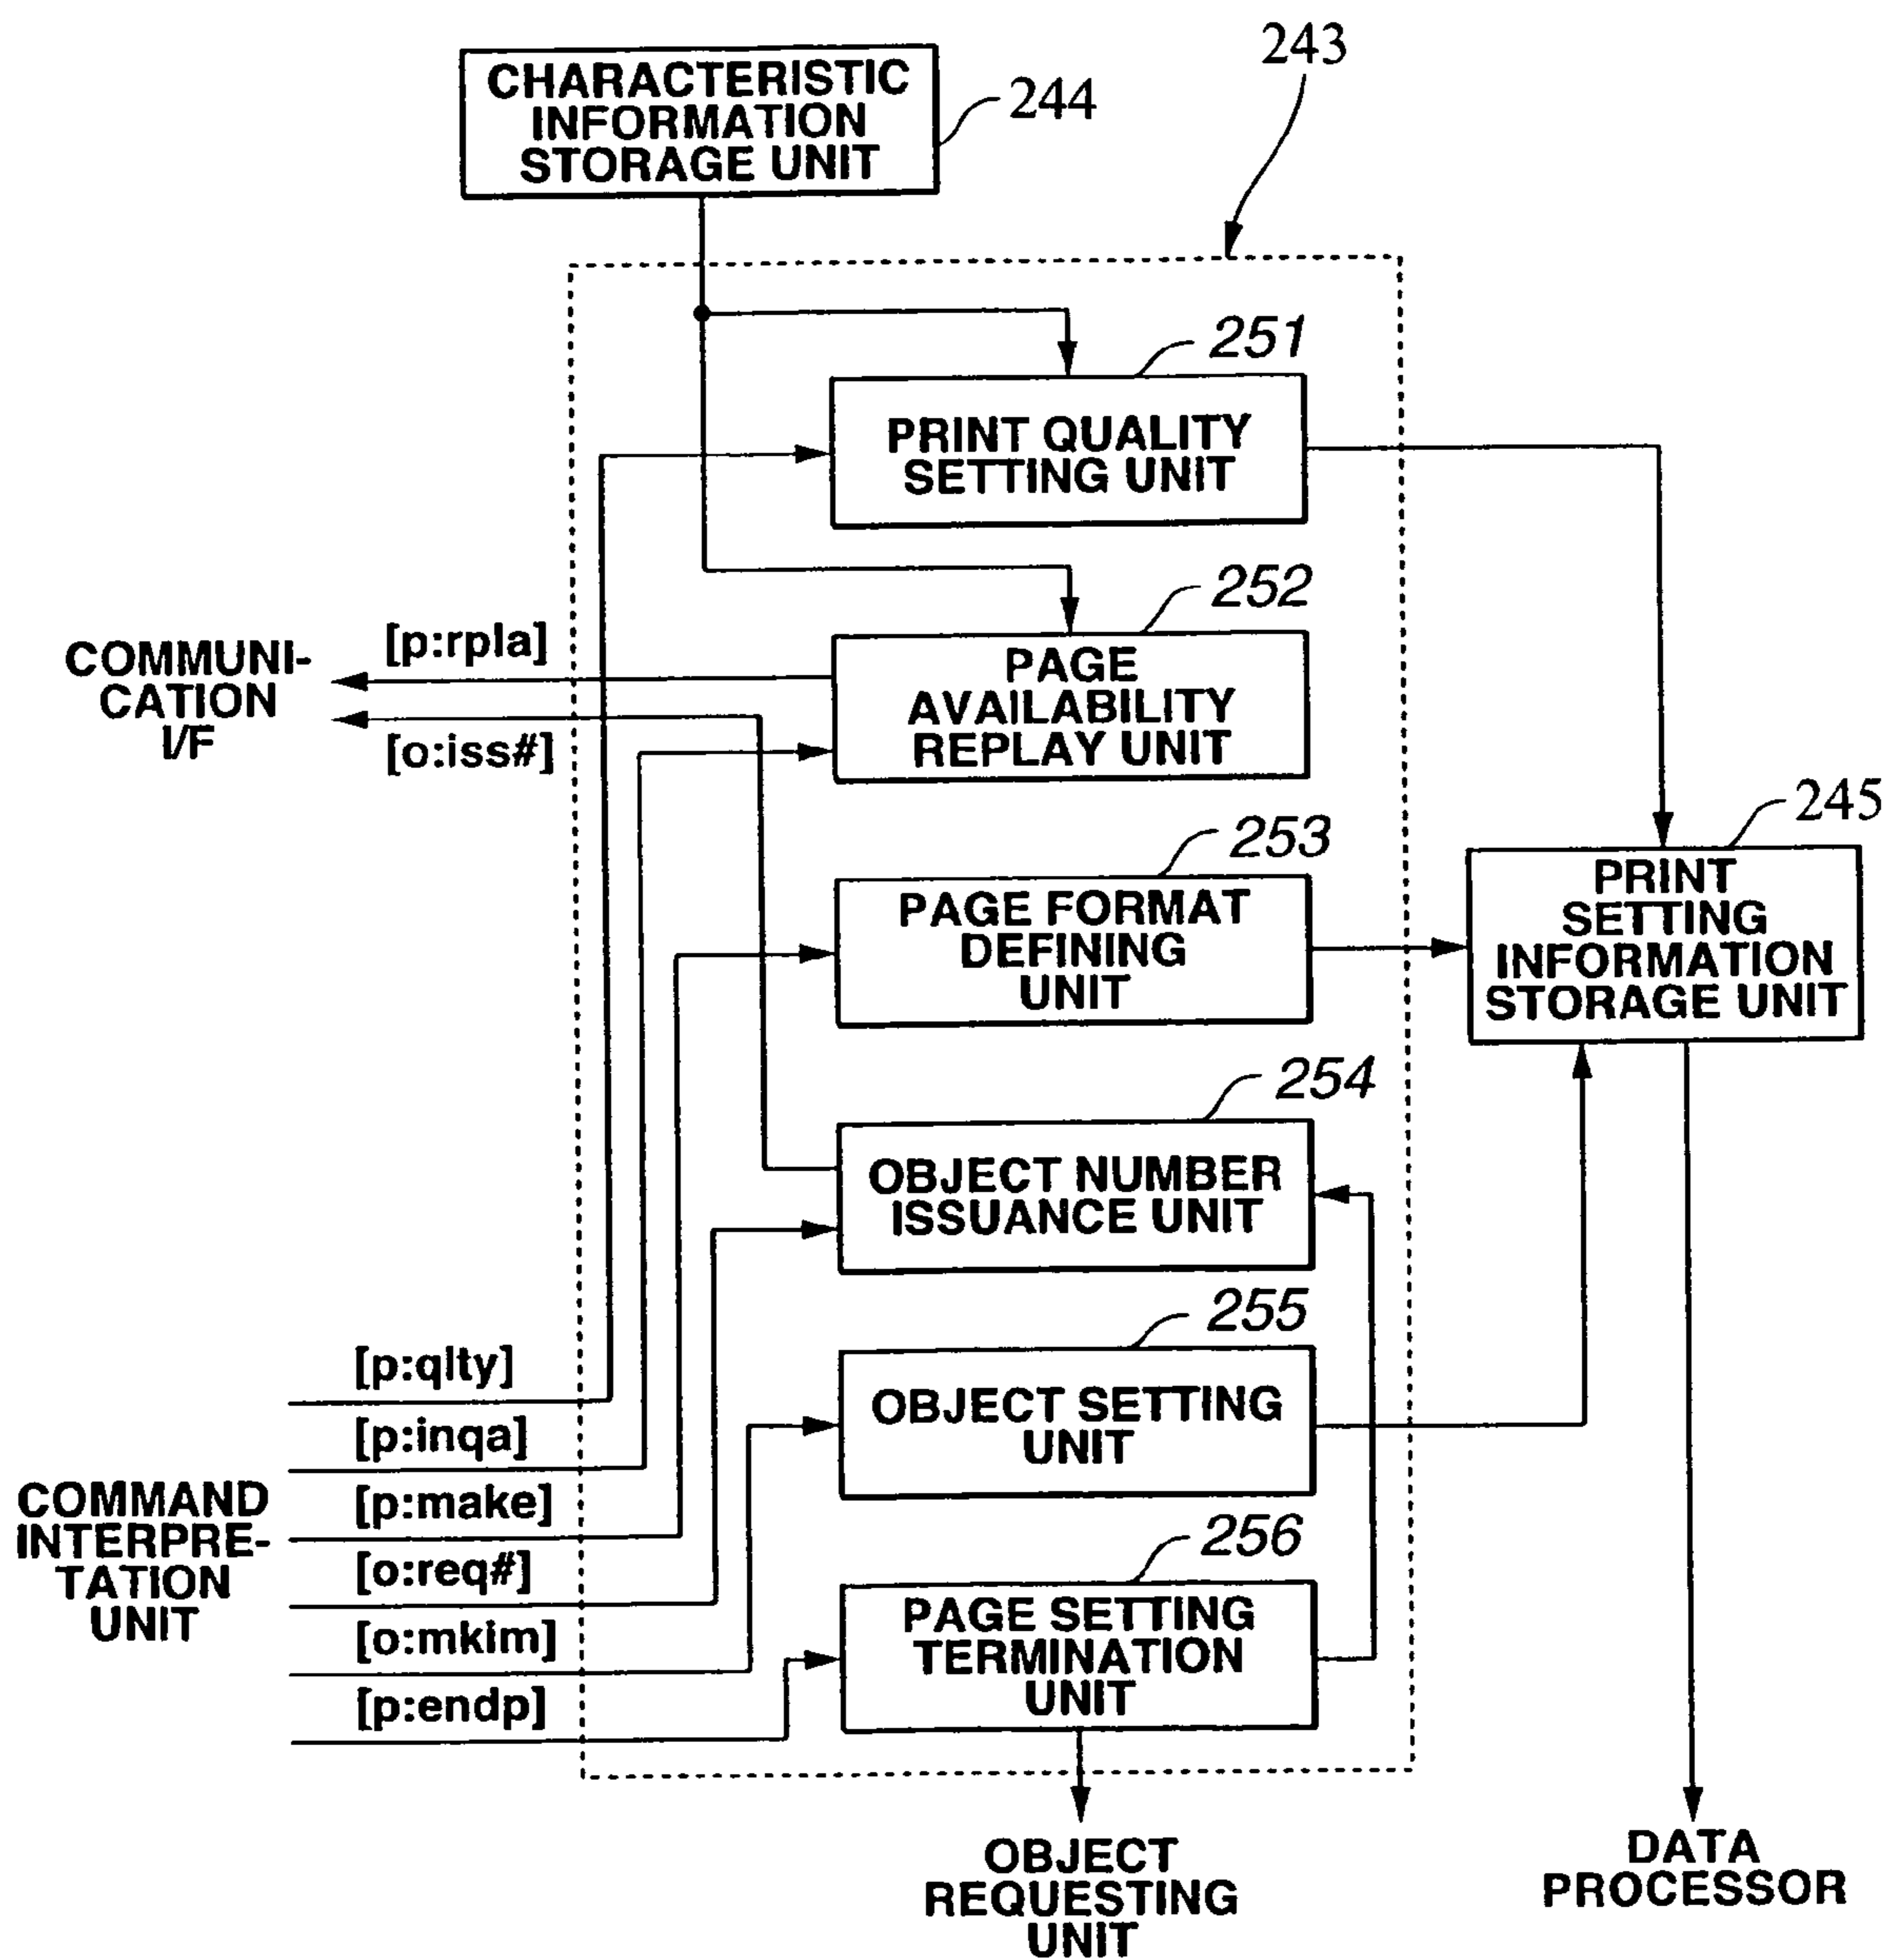 243
CHARACTERISTIC
INFORMATION
STORAGE UNIT
244
251
PRINT QUALITY
SETTING UNIT
252
[p:rpla]
COMMUNI-
CATION
I/F
[o:iss#]
PAGE
AVAILABILITY
REPLAY UNIT
253
PAGE FORMAT
DEFINING
UNIT
245
PRINT
SETTING
INFORMATION
STORAGE UNIT
254
OBJECT NUMBER
ISSUANCE UNIT
255
OBJECT SETTING
UNIT
256
PAGE SETTING
TERMINATION
UNIT
[p:qlty]
[p:inqa]
[p:make]
[o:req#]
[o:mkim]
[p:endp]
COMMAND
INTERPRE-
TATION
UNIT
OBJECT
REQUESTING
UNIT
DATA
PROCESSOR